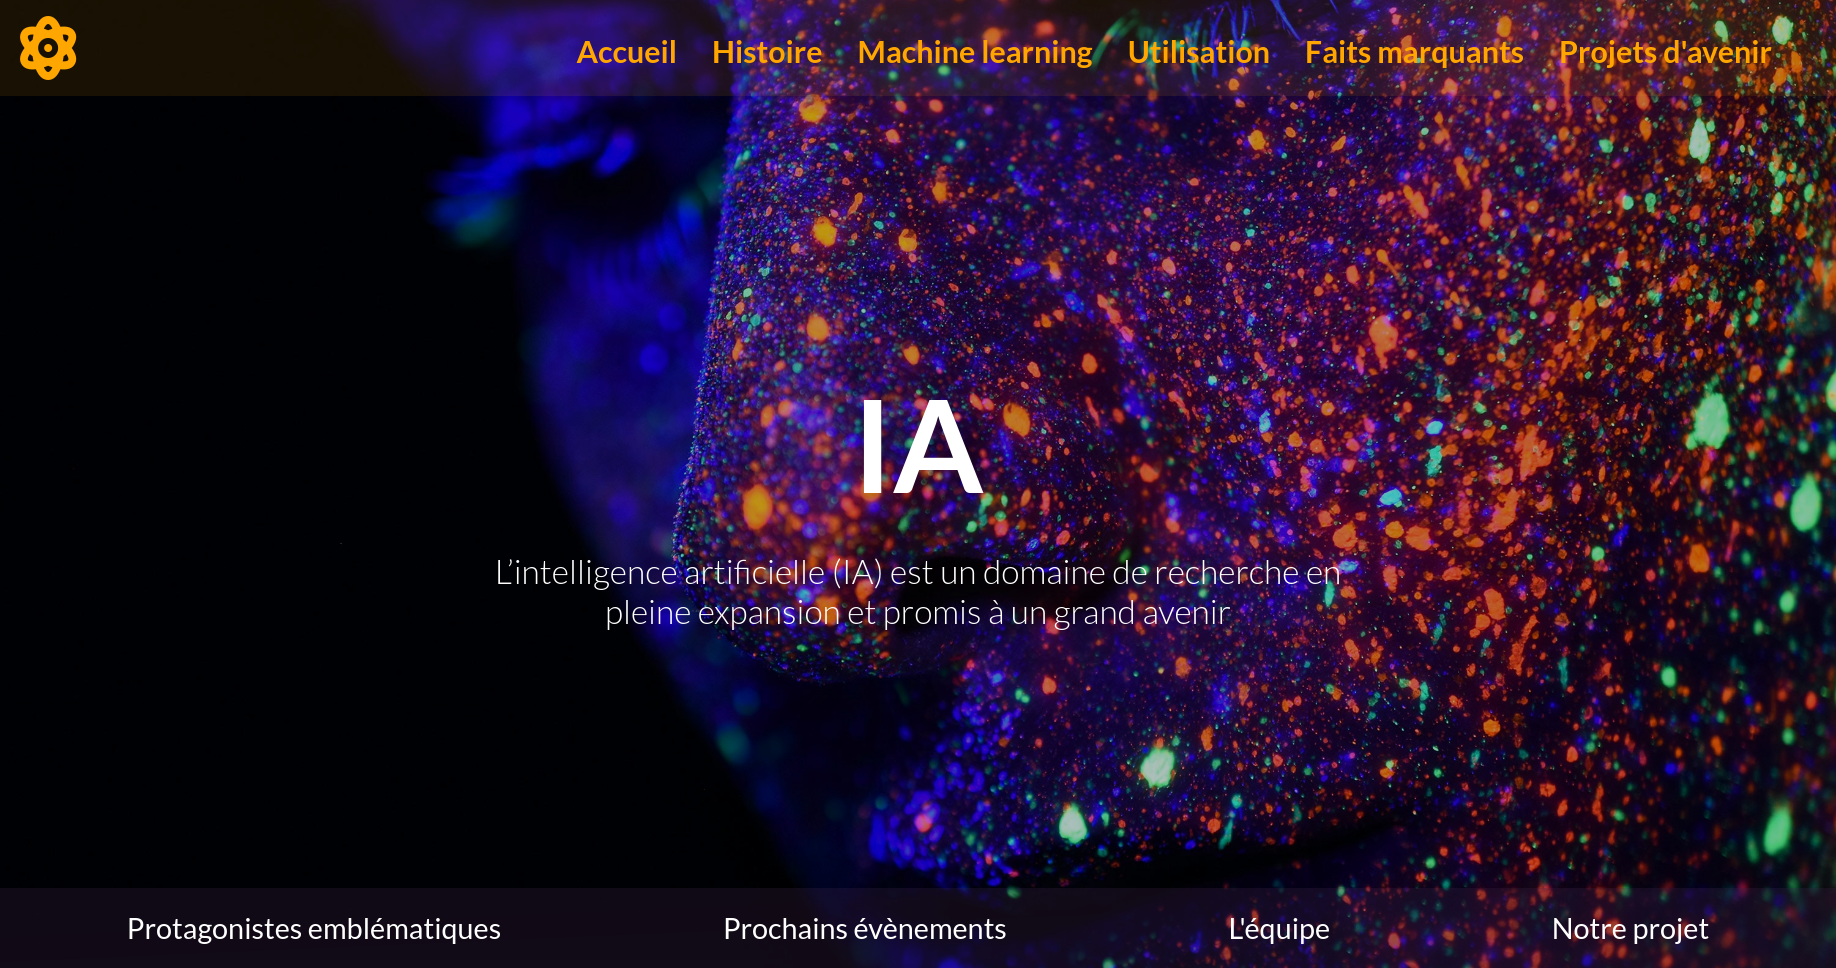 Accueil Histoire Machine learning Utilisation Faits marquants Projets d'avenir
IA
L’intelligence artificielle (IA) est un domaine de recherche en
pleine expansion et promis à un grand avenir
Protagonistes emblématiques Prochains évènements L'équipe Notre projet